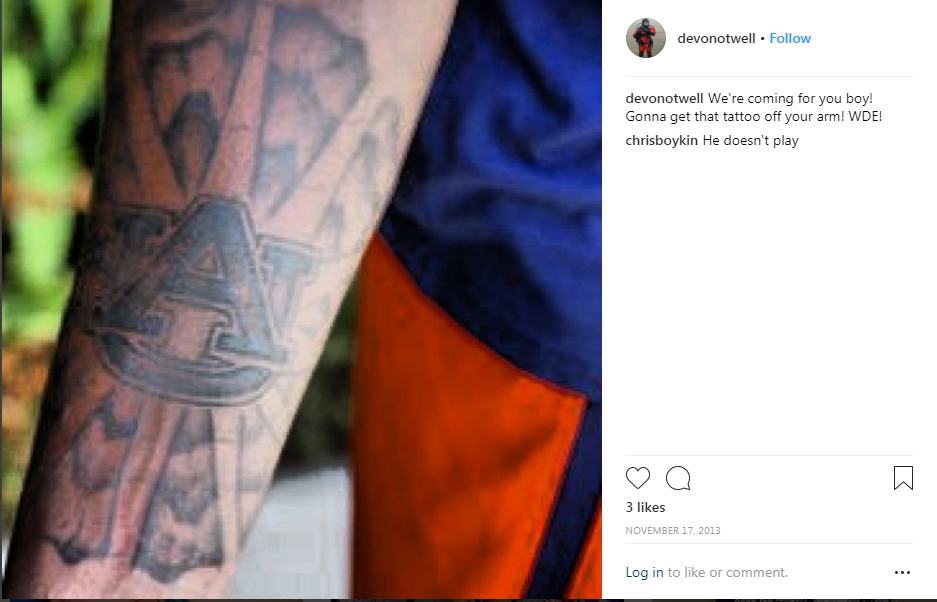 AU
devonotwell • Follow
devonotwell We're coming for you boy!
Gonna get that tattoo off your arm! WDE!
chrisboykin He doesn't play
3 likes
NOVEMBER 17, 2013
Log in to like or comment.